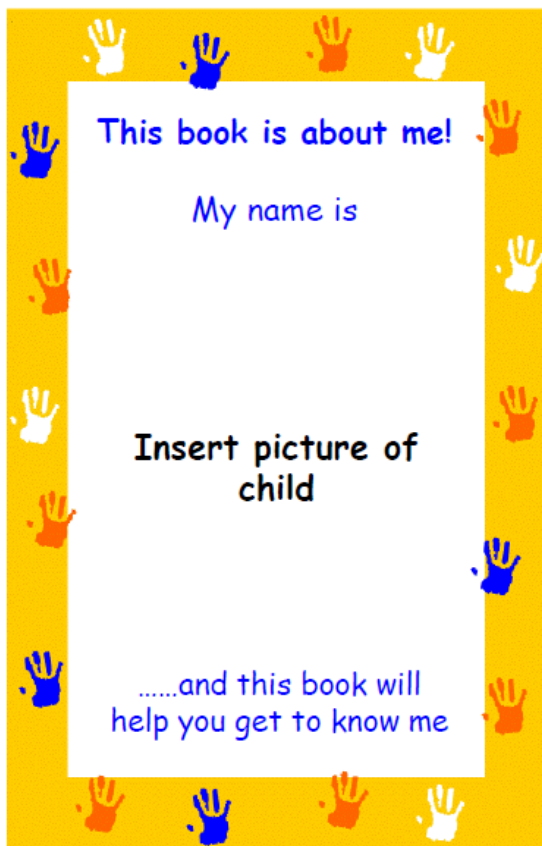 This book is about me!
My name is
Insert picture of
child
......and this book will
help you get to know me